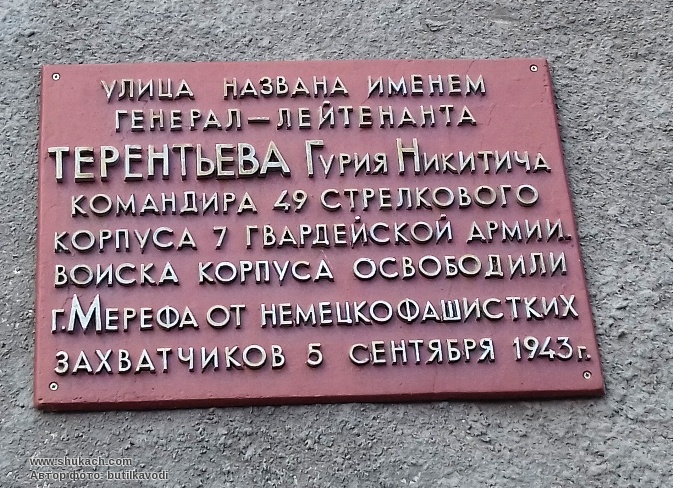 УЛИЦА НАЗВАНА ИМЕНЕМ
ГЕНЕРАЛ–ЛЕЙТЕНАНТА
ТЕРЕНТЬЕВА ГУРИЯ НИКИТИЧА
КОМАНДИРА 49 СТРЕЛКОВОГО
КОРПУСА 7 ГВАРДЕЙСКОЙ АРМИИ.
ВОИСКА КОРПУСА ОСВОБОДИЛИ
г. МЕРЕФА ОТ НЕМЕЦКОФАШИСТКИХ
ЗАХВАТЧИКОВ 5 СЕНТЯБРЯ 1943г.
www.shukach.com
Автор фото: butilkavodi